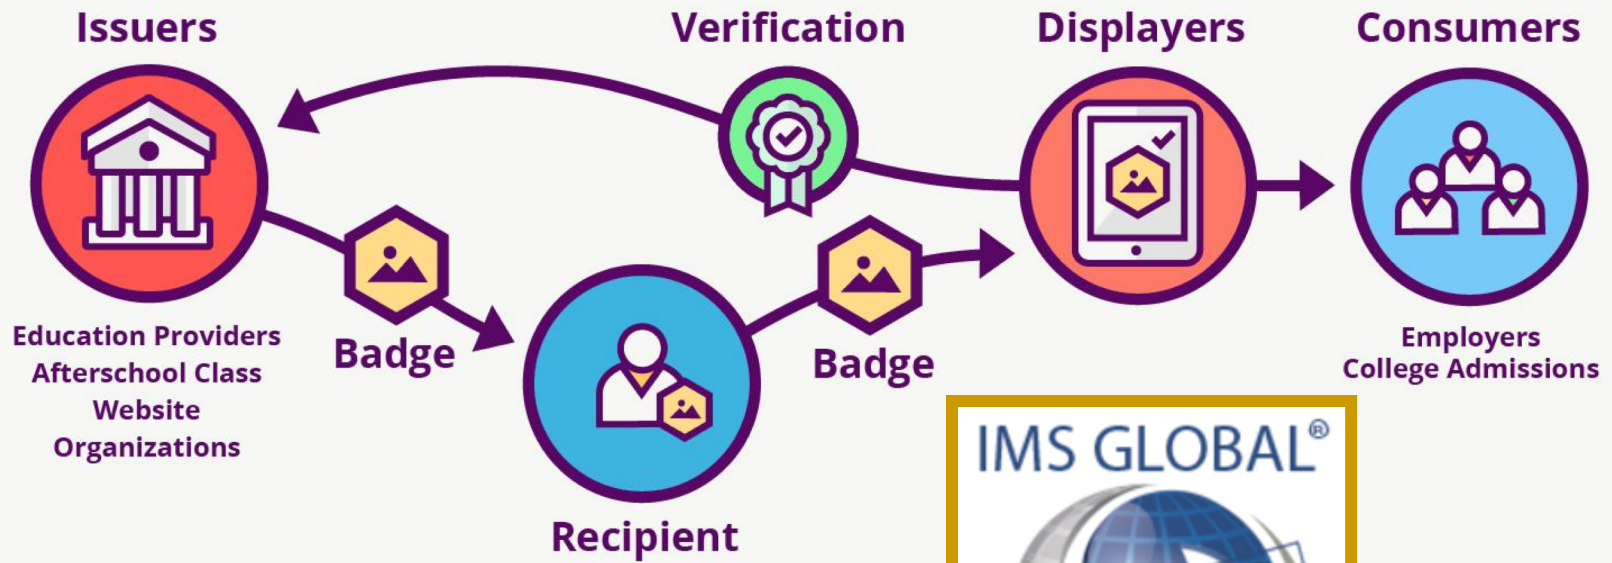 Issuers
Verification
Displayers
Consumers
Education Providers
Afterschool Class
Website
Organizations
Badge
Badge
Employers
College Admissions
Recipient
IMS GLOBAL®